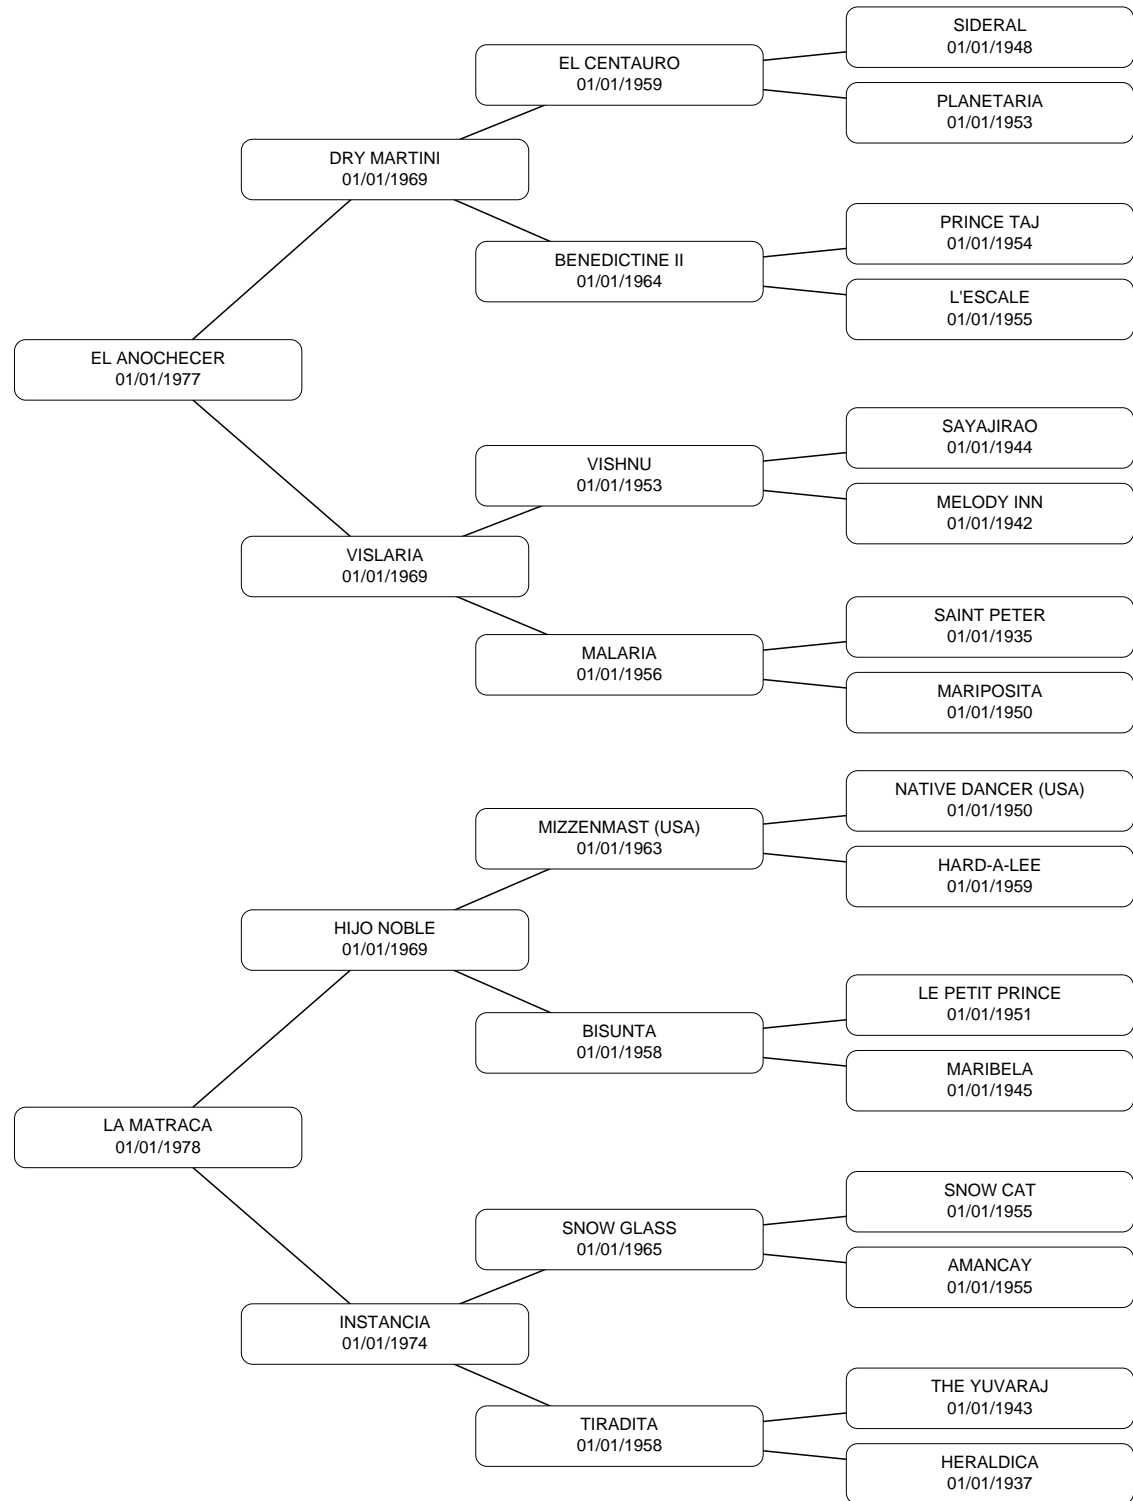 SIDERAL
01/01/1948
EL CENTAURO
01/01/1959
PLANETARIA
01/01/1953
DRY MARTINI
01/01/1969
PRINCE TAJ
01/01/1954
BENEDICTINE II
01/01/1964
L'ESCALE
01/01/1955
EL ANOCHECER
01/01/1977
SAYAJIRAO
01/01/1944
VISHNU
01/01/1953
MELODY INN
01/01/1942
VISLARIA
01/01/1969
SAINT PETER
01/01/1935
MALARIA
01/01/1956
MARIPOSITA
01/01/1950
NATIVE DANCER (USA)
01/01/1950
MIZZENMAST (USA)
01/01/1963
HARD-A-LEE
01/01/1959
HIJO NOBLE
01/01/1969
LE PETIT PRINCE
01/01/1951
BISUNTA
01/01/1958
MARIBELA
01/01/1945
LA MATRACA
01/01/1978
SNOW CAT
01/01/1955
SNOW GLASS
01/01/1965
AMANCAY
01/01/1955
INSTANCIA
01/01/1974
THE YUVARAJ
01/01/1943
TIRADITA
01/01/1958
HERALDICA
01/01/1937